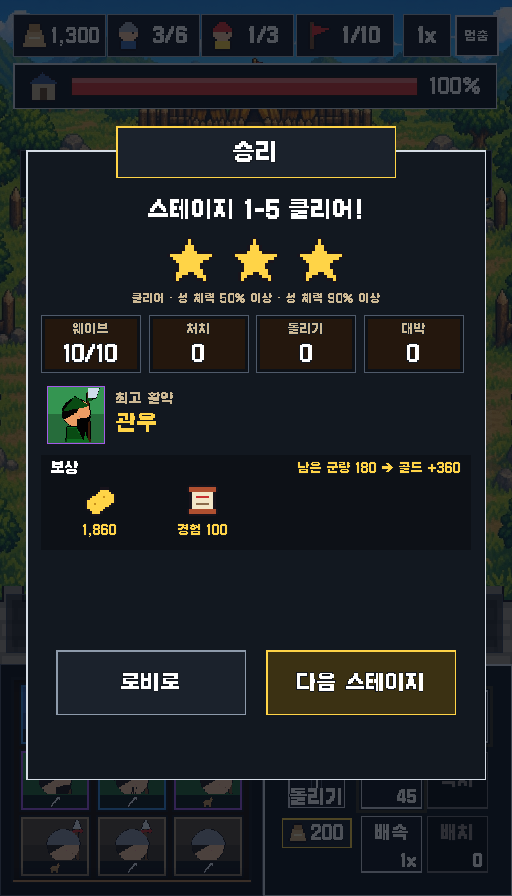 1,300 3/6 1/3 1/10 1x 멈춤
100%
승리
스테이지 1-5 클리어!
클리어 · 성 체력 50% 이상 · 성 체력 90% 이상
웨이브 처치 돌리기 대박
10/10 0 0 0
최고 활약
관우
보상 남은 군량 180 → 골드 +360
1,860 경험 100
로비로 다음 스테이지
돌리기 45
200 배속 배치
1x 0